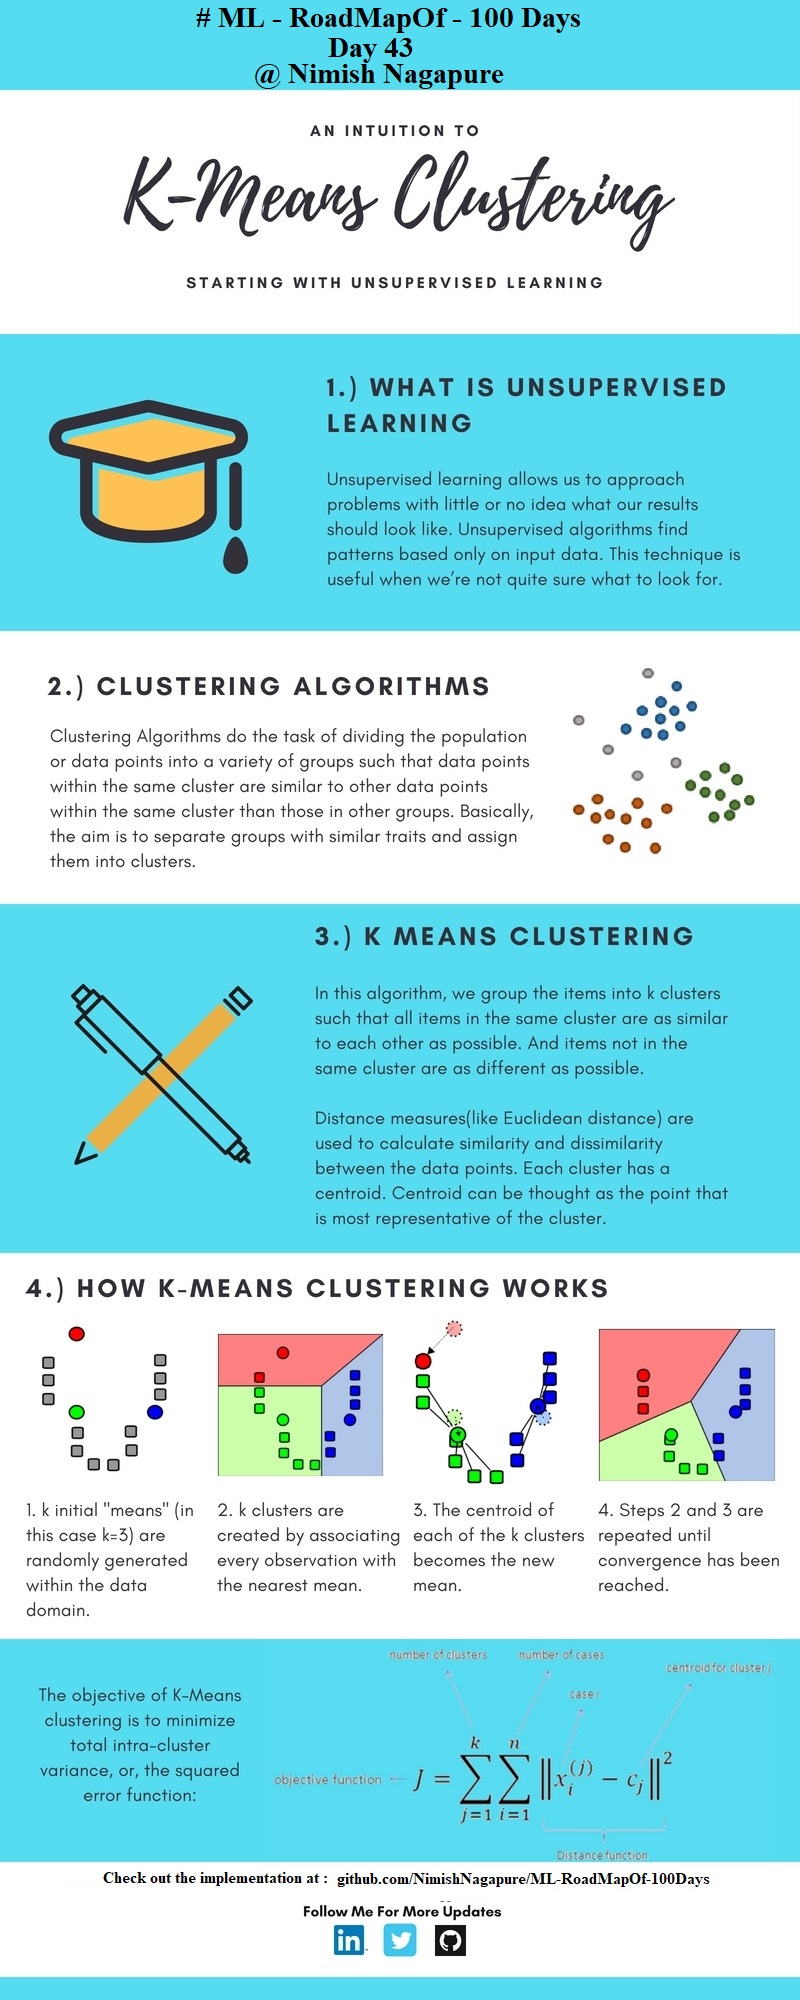 # ML - RoadMapOf - 100 Days
Day 43
@ Nimish Nagapure
AN INTUITION TO
K-Means Clustering
STARTING WITH UNSUPERVISED LEARNING
1.) WHAT IS UNSUPERVISED
LEARNING
Unsupervised learning allows us to approach
problems with little or no idea what our results
should look like. Unsupervised algorithms find
patterns based only on input data. This technique is
useful when we're not quite sure what to look for.
2.) CLUSTERING ALGORITHMS
Clustering Algorithms do the task of dividing the population
or data points into a variety of groups such that data points
within the same cluster are similar to other data points
within the same cluster than those in other groups. Basically,
the aim is to separate groups with similar traits and assign
them into clusters.
3.) K MEANS CLUSTERING
In this algorithm, we group the items into k clusters
such that all items in the same cluster are as similar
to each other as possible. And items not in the
same cluster are as different as possible.
Distance measures(like Euclidean distance) are
used to calculate similarity and dissimilarity
between the data points. Each cluster has a
centroid. Centroid can be thought as the point that
is most representative of the cluster.
4.) HOW K-MEANS CLUSTERING WORKS
1. k initial "means" (in
this case k=3) are
randomly generated
within the data
domain.
2. k clusters are
created by associating
every observation with
the nearest mean.
3. The centroid of
each of the k clusters
becomes the new
mean.
4. Steps 2 and 3 are
repeated until
convergence has been
reached.
The objective of K-Means
clustering is to minimize
total intra-cluster
variance, or, the squared
error function:
number of clusters
number of cases
centroid for cluster j
case i
objective function ← J = ∑_{j=1}^{k} ∑_{i=1}^{n} ‖x_i^{(j)} − c_j‖²
Distance function
Check out the implementation at : github.com/NimishNagapure/ML-RoadMapOf-100Days
Follow Me For More Updates
in